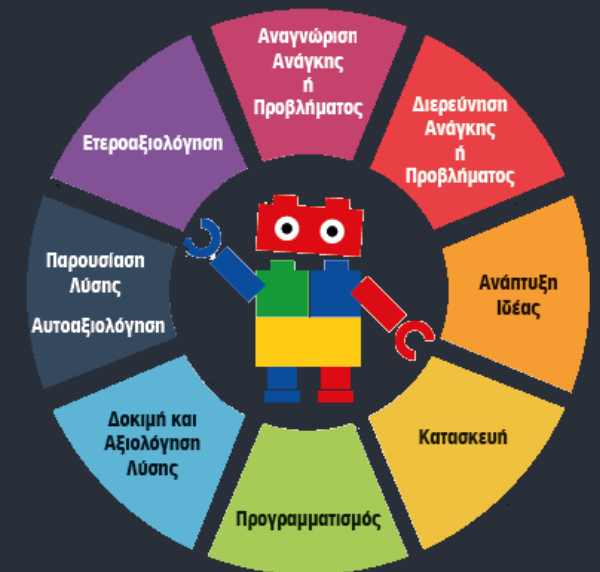 Αναγνώριση
Ανάγκης
ή
Προβλήματος
Διερεύνηση
Ανάγκης
ή
Προβλήματος
Ανάπτυξη
Ιδέας
Κατασκευή
Προγραμματισμός
Δοκιμή και
Αξιολόγηση
Λύσης
Παρουσίαση
Λύσης
Αυτοαξιολόγηση
Ετεροαξιολόγηση